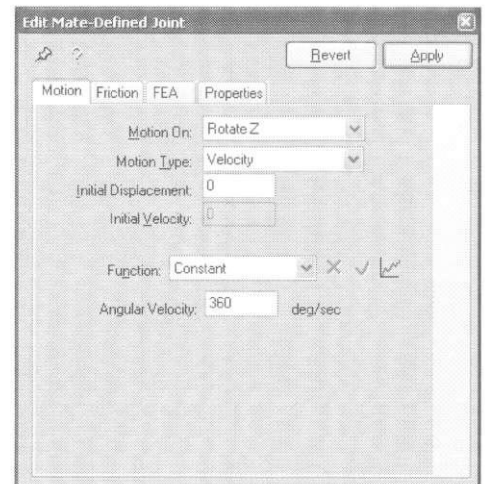 Edit Mate-Defined Joint
Revert Apply
Motion Friction FEA Properties
Motion On: Rotate Z
Motion Type: Velocity
Initial Displacement: 0
Initial Velocity: 0
Function: Constant
Angular Velocity: 360 deg/sec